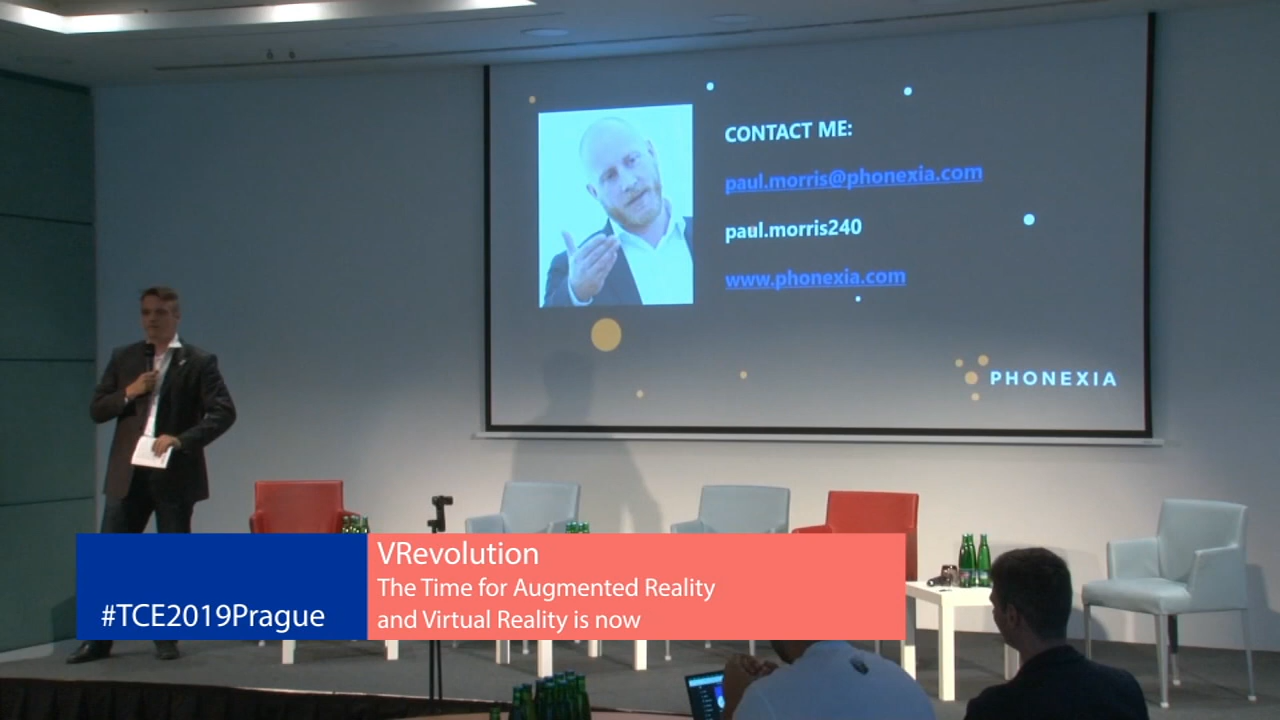 CONTACT ME:
paul.morris@phonexia.com
paul.morris240
www.phonexia.com
PHONEXIA
#TCE2019Prague
VRevolution
The Time for Augmented Reality
and Virtual Reality is now